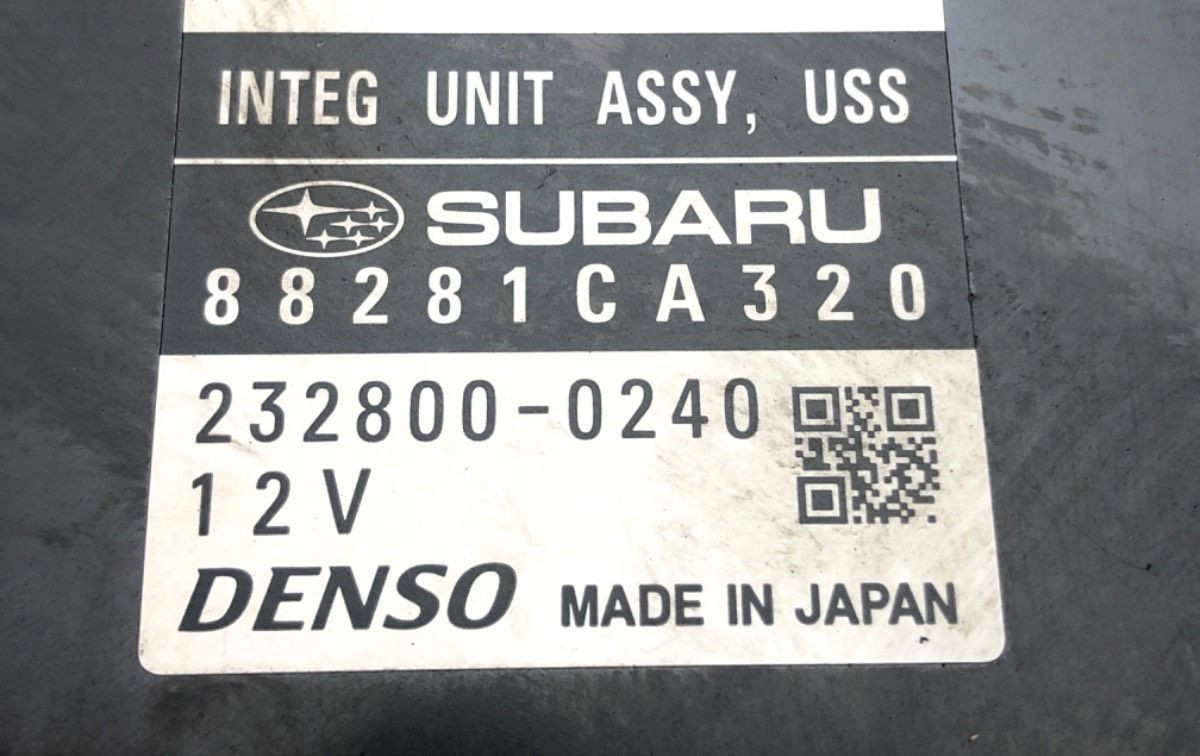 INTEG UNIT ASSY, USS
SUBARU
88281CA320
232800-0240
12V
DENSO MADE IN JAPAN